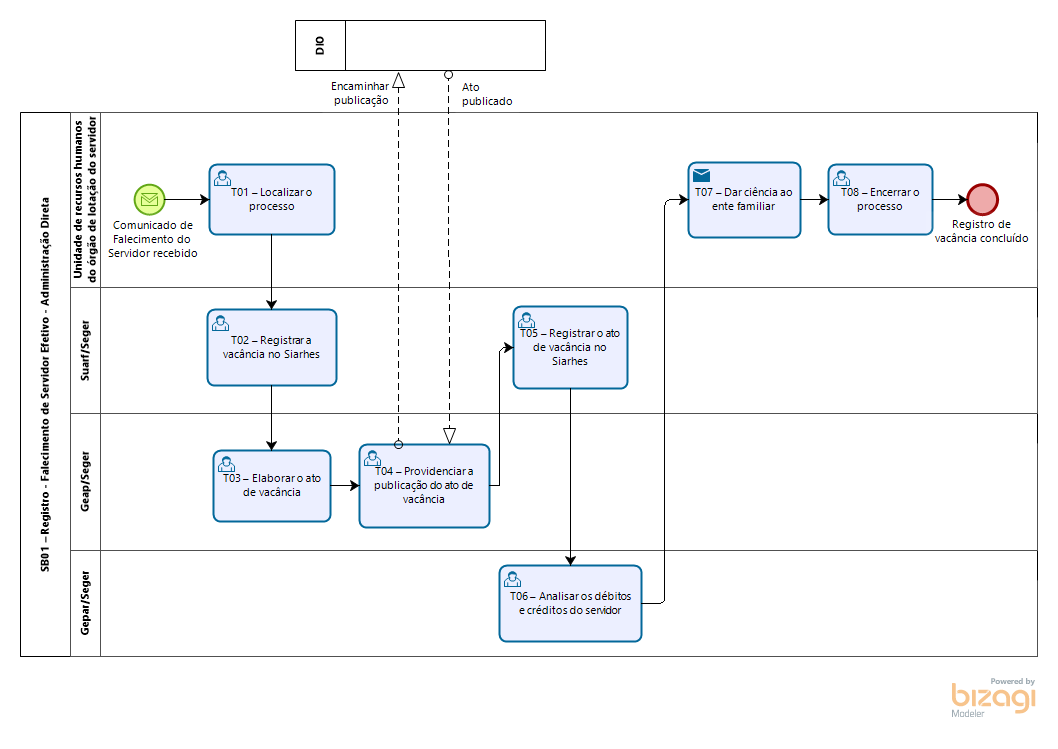 DIO
Encaminhar
publicação
Ato
publicado
SB01 – Registro - Falecimento de Servidor Efetivo - Administração Direta
Unidade de recursos humanos
do órgão de lotação do servidor
Comunicado de
Falecimento do
Servidor recebido
T01 – Localizar o
processo
T07 – Dar ciência ao
ente familiar
T08 – Encerrar o
processo
Registro de
vacância concluído
Suarf/Seger
T02 – Registrar a
vacância no Siarhes
T05 – Registrar o ato
de vacância no
Siarhes
Geap/Seger
T03 – Elaborar o ato
de vacância
T04 – Providenciar a
publicação do ato de
vacância
Gepar/Seger
T06 – Analisar os débitos
e créditos do servidor
Powered by
bizagi
Modeler